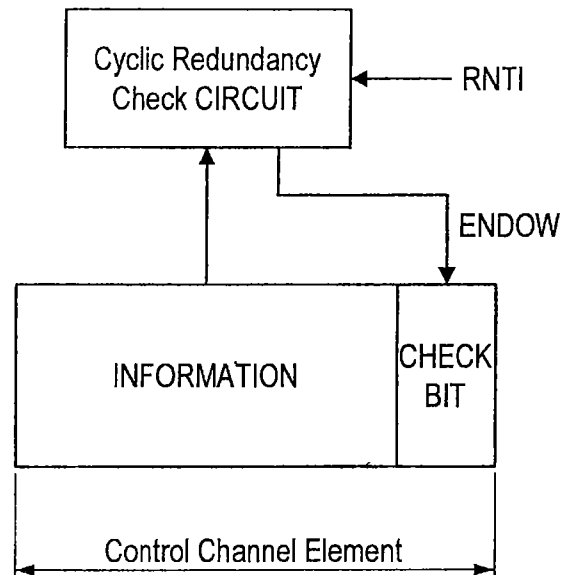 Cyclic Redundancy
Check CIRCUIT
RNTI
ENDOW
INFORMATION
CHECK
BIT
Control Channel Element